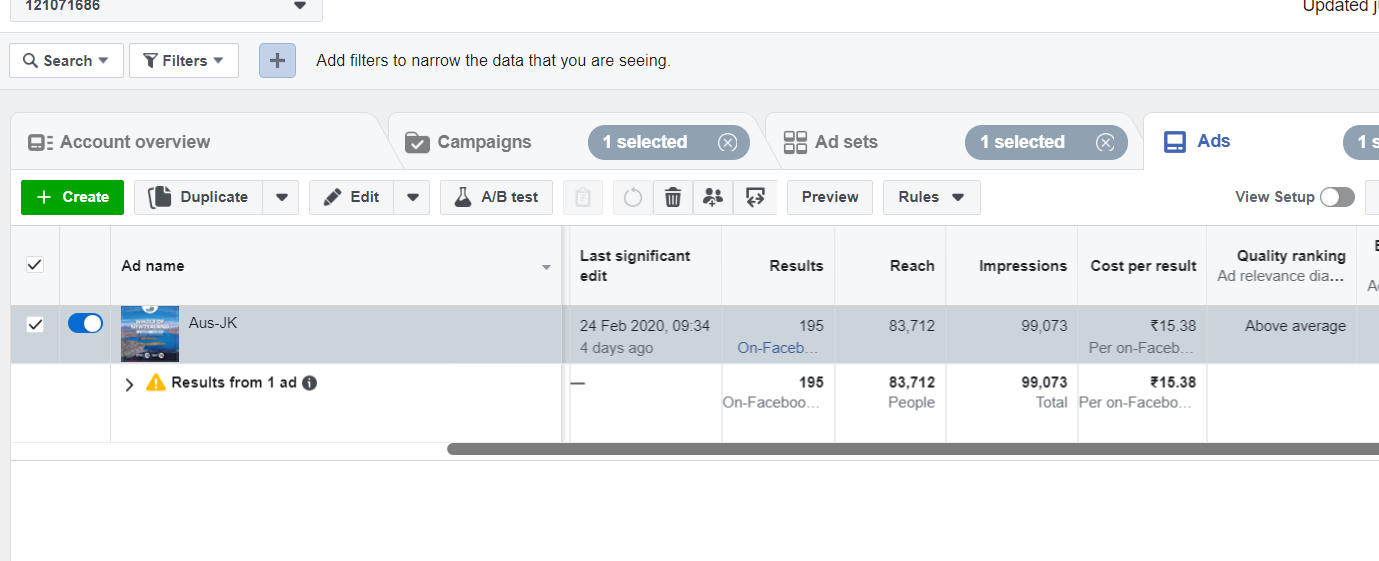 121071686
Updated
Search
Filters
Add filters to narrow the data that you are seeing.
Account overview
Campaigns
1 selected
Ad sets
1 selected
Ads
1
Create
Duplicate
Edit
A/B test
Preview
Rules
View Setup
Ad name
Last significant
edit
Results
Reach
Impressions
Cost per result
Quality ranking
Ad relevance dia...
Aus-JK
24 Feb 2020, 09:34
4 days ago
195
On-Faceb...
83,712
99,073
₹15.38
Per on-Faceb...
Above average
Results from 1 ad
—
195
On-Faceboo...
83,712
People
99,073
Total
₹15.38
Per on-Facebo...